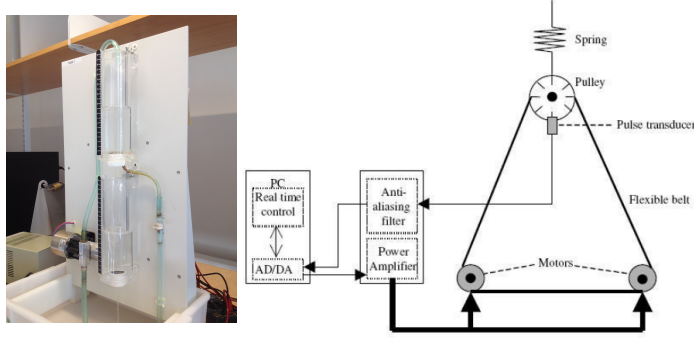 Spring
Pulley
Pulse transducer
PC
Real time
control
AD/DA
Anti-
aliasing
filter
Power
Amplifier
Flexible belt
Motors